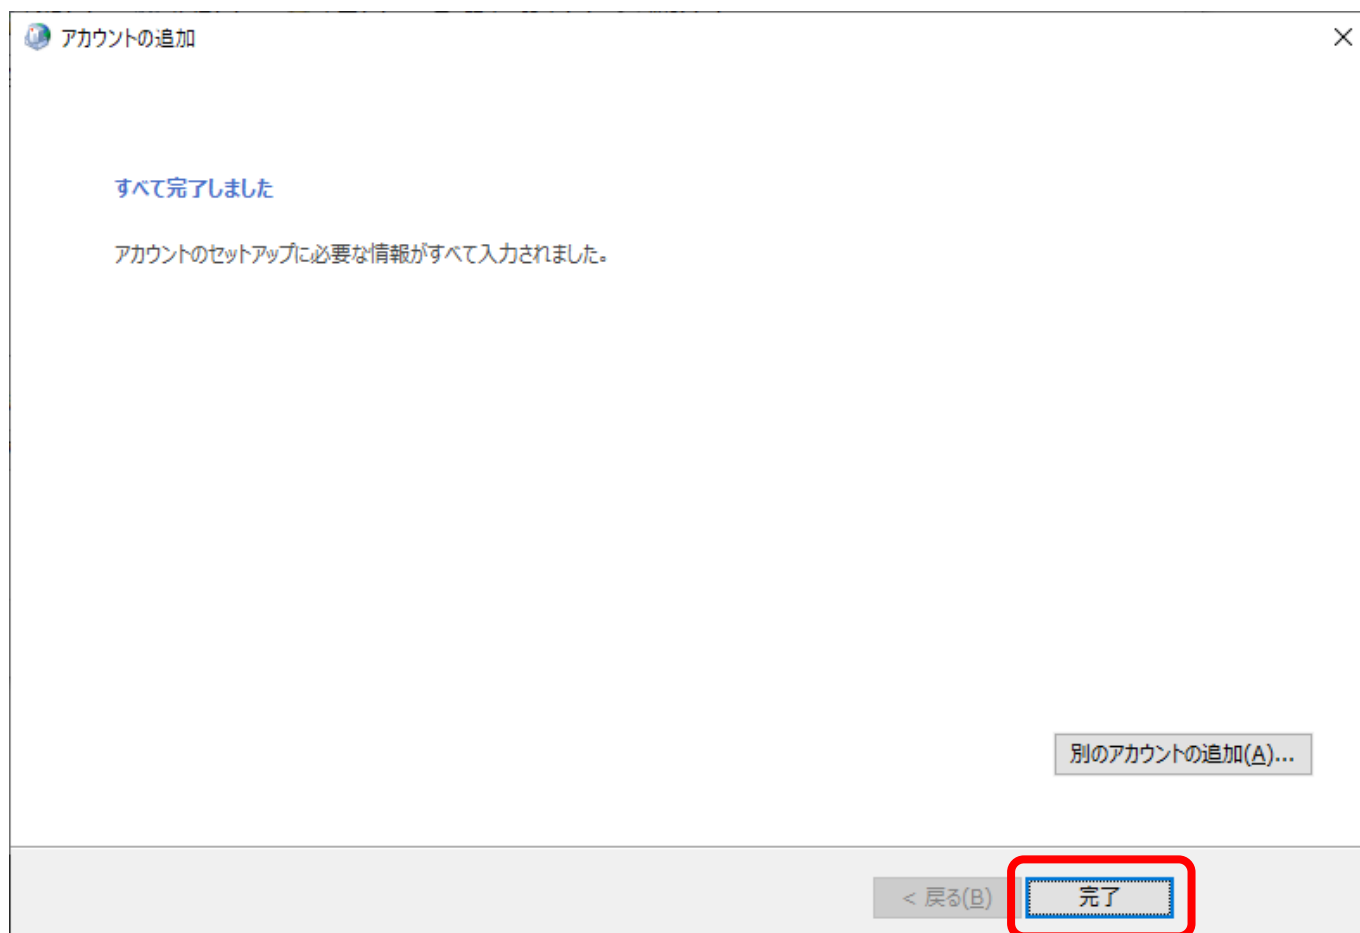 アカウントの追加
すべて完了しました
アカウントのセットアップに必要な情報がすべて入力されました。
別のアカウントの追加(A)...
< 戻る(B)
完了